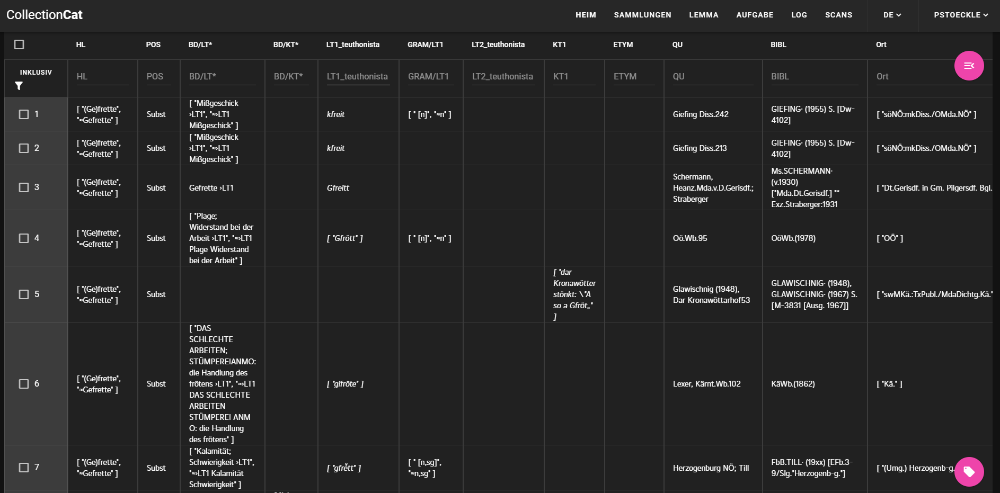 CollectionCat HEIM SAMMLUNGEN LEMMA AUFGABE LOG SCANS DE PSTOECKLE
HL POS BD/LT* BD/KT* LT1_teuthonista GRAM/LT1 LT2_teuthonista KT1 ETYM QU BIBL Ort
INKLUSIV
HL POS BD/LT* BD/KT* LT1_teuthonista GRAM/LT1 LT2_teuthonista KT1 ETYM QU BIBL Ort
1
[ "(Ge)frette",
"≈Gefrette" ]
Subst
[ "Mißgeschick
›LT1", "≈›LT1
Mißgeschick" ]
kfreit
[ " [n]", "≈n" ]
Giefing Diss.242
GIEFING· (1955) S. [Dw-
4102]
[ "söNÖ:mkDiss./OMda.NÖ" ]
2
[ "(Ge)frette",
"≈Gefrette" ]
Subst
[ "Mißgeschick
›LT1", "≈›LT1
Mißgeschick" ]
kfreit
Giefing Diss.213
GIEFING· (1955) S. [Dw-
4102]
[ "söNÖ:mkDiss./OMda.NÖ" ]
3
[ "(Ge)frette",
"≈Gefrette" ]
Subst
Gefrette ›LT1
Gfreitt
Schermann,
Heanz.Mda.v.D.Gerisdf.;
Straberger
Ms.SCHERMANN·
(v.1930)
["Mda.Dt.Gerisdf.] **
Exz.Straberger:1931
[ "Dt.Gerisdf. in Gm. Pilgersdf. Bgl.
4
[ "(Ge)frette",
"≈Gefrette" ]
Subst
[ "Plage;
Widerstand bei der
Arbeit ›LT1", "≈›LT1
Plage Widerstand
bei der Arbeit" ]
[ "Gfrött" ]
[ " [n]", "≈n" ]
Oö.Wb.95
OöWb.(1978)
[ "OÖ" ]
5
[ "(Ge)frette",
"≈Gefrette" ]
Subst
[ "dar
Kronawötter
stönkt: \"A
so a Gfröt„"
]
Glawischnig (1948),
Dar Kronawöttarhof53
GLAWISCHNIG· (1948),
GLAWISCHNIG· (1967) S.
[M-3831 [Ausg. 1967]]
[ "swMKä.:TxPubl./MdaDichtg.Kä."
6
[ "(Ge)frette",
"≈Gefrette" ]
Subst
[ "DAS
SCHLECHTE
ARBEITEN;
STÜMPEREIANMO:
die Handlung des
frötens ›LT1", "≈›LT1
DAS SCHLECHTE
ARBEITEN
STÜMPEREI ANM
O: die Handlung
des frötens" ]
[ "gifröte" ]
Lexer, Kärnt.Wb.102
KäWb.(1862)
[ "Kä." ]
7
[ "(Ge)frette",
"≈Gefrette" ]
Subst
[ "Kalamität;
Schwierigkeit ›LT1",
"≈›LT1 Kalamität
Schwierigkeit" ]
[ " [n,sg]",
"≈n,sg" ]
Herzogenburg NÖ; Till
FbB.TILL· (19xx) [EFb.3-
9/Slg."Herzogenb-g."]
[ "(Umg.) Herzogenb-g.